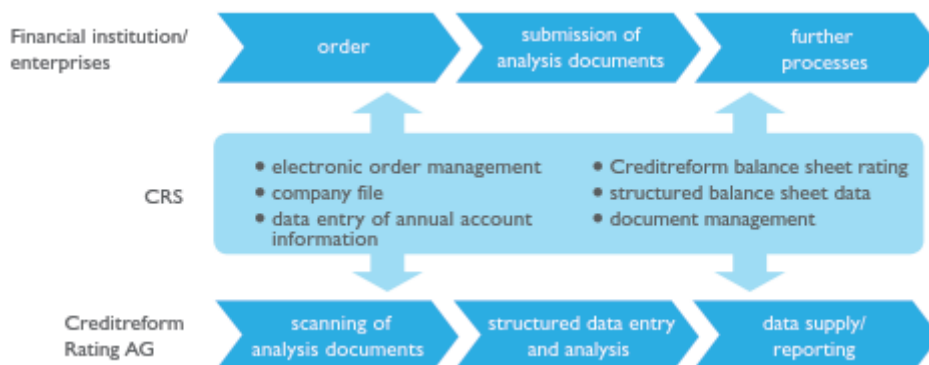 Financial institution/
enterprises
order
submission of
analysis documents
further
processes
CRS
• electronic order management
• company file
• data entry of annual account
information
• Creditreform balance sheet rating
• structured balance sheet data
• document management
Creditreform
Rating AG
scanning of
analysis documents
structured data entry
and analysis
data supply/
reporting